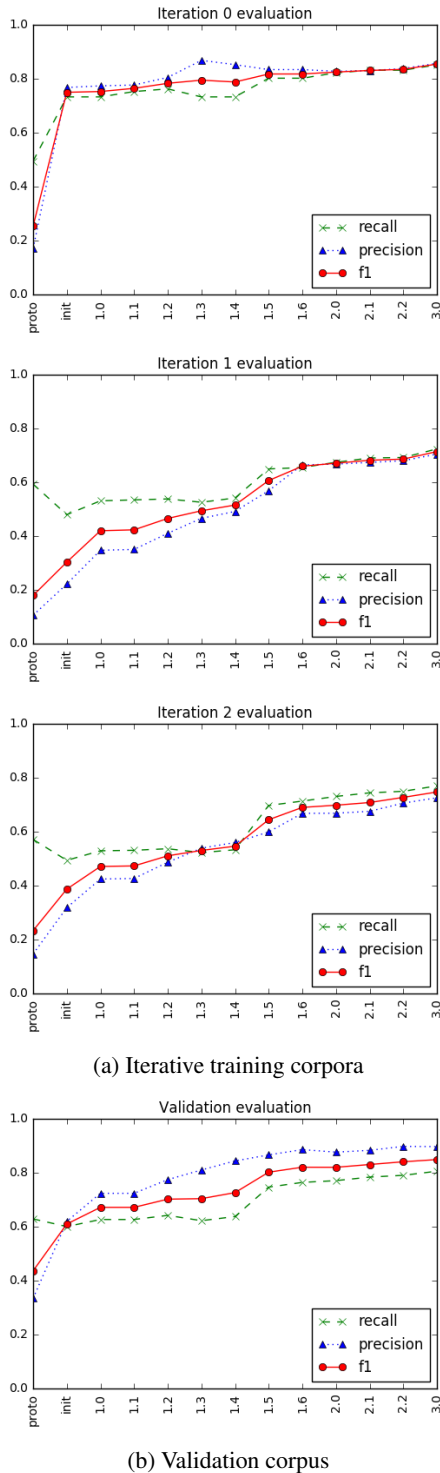 Iteration 0 evaluation
1.0
0.8
0.6
0.4
0.2
0.0
recall
precision
f1
proto init 1.0 1.1 1.2 1.3 1.4 1.5 1.6 2.0 2.1 2.2 3.0
Iteration 1 evaluation
1.0
0.8
0.6
0.4
0.2
0.0
recall
precision
f1
proto init 1.0 1.1 1.2 1.3 1.4 1.5 1.6 2.0 2.1 2.2 3.0
Iteration 2 evaluation
1.0
0.8
0.6
0.4
0.2
0.0
recall
precision
f1
proto init 1.0 1.1 1.2 1.3 1.4 1.5 1.6 2.0 2.1 2.2 3.0
(a) Iterative training corpora
Validation evaluation
1.0
0.8
0.6
0.4
0.2
0.0
recall
precision
f1
proto init 1.0 1.1 1.2 1.3 1.4 1.5 1.6 2.0 2.1 2.2 3.0
(b) Validation corpus